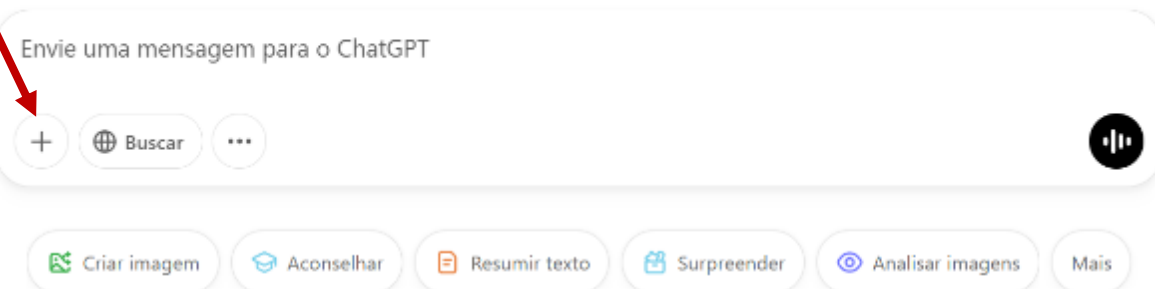 Envie uma mensagem para o ChatGPT
Buscar
Criar imagem Aconselhar Resumir texto Surpreender Analisar imagens Mais